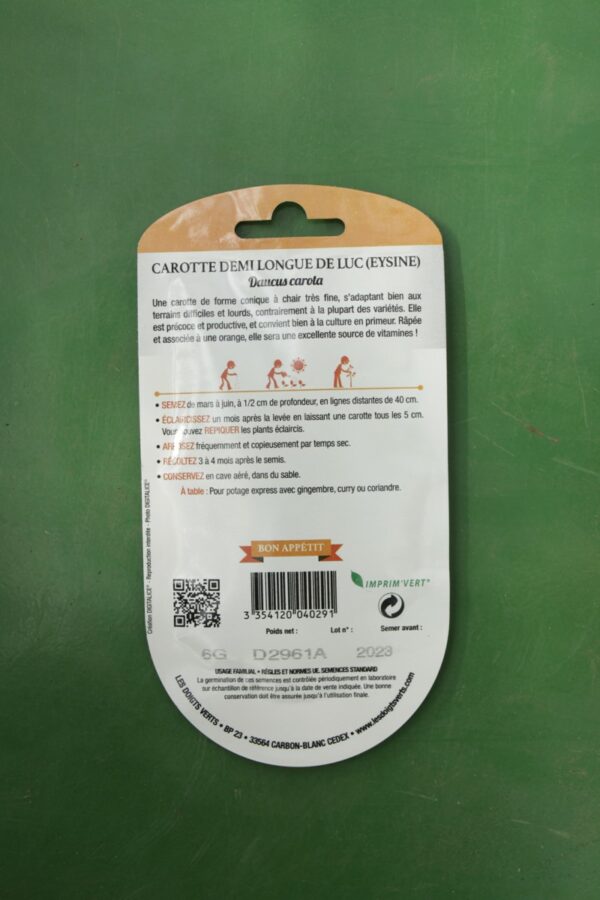 CAROTTE DEMI LONGUE DE LUC (EYSINE)
Daucus carota
Une carotte de forme conique à chair très fine, s'adaptant bien aux
terrains difficiles et lourds, contrairement à la plupart des variétés. Elle
est précoce et productive, et convient bien à la culture en primeur. Râpée
et associée à une orange, elle sera une excellente source de vitamines !
• SEMEZ de mars à juin, à 1/2 cm de profondeur, en lignes distantes de 40 cm.
• ÉCLAIRCISSEZ un mois après la levée en laissant une carotte tous les 5 cm.
Vous pouvez REPIQUER les plants éclaircis.
• ARROSEZ fréquemment et copieusement par temps sec.
• RÉCOLTEZ 3 à 4 mois après le semis.
• CONSERVEZ en cave aéré, dans du sable.
À table : Pour potage express avec gingembre, curry ou coriandre.
Création DIGITALICE® - Reproduction interdite - Photo DIGITALICE®
BON APPÉTIT
IMPRIM'VERT®
3 354120 040291
Poids net : Lot n° : Semer avant :
6G D2961A 2023
USAGE FAMILIAL • RÈGLES ET NORMES UE. SEMENCES STANDARD
La germination de ces semences est contrôlée périodiquement en laboratoire
sur échantillon de référence jusqu'à la date de vente indiquée. Une bonne
conservation doit être assurée jusqu'à l'utilisation finale.
LES DOIGTS VERTS • BP 23 • 33564 CARBON-BLANC CEDEX • www.lesdoigtsverts.com